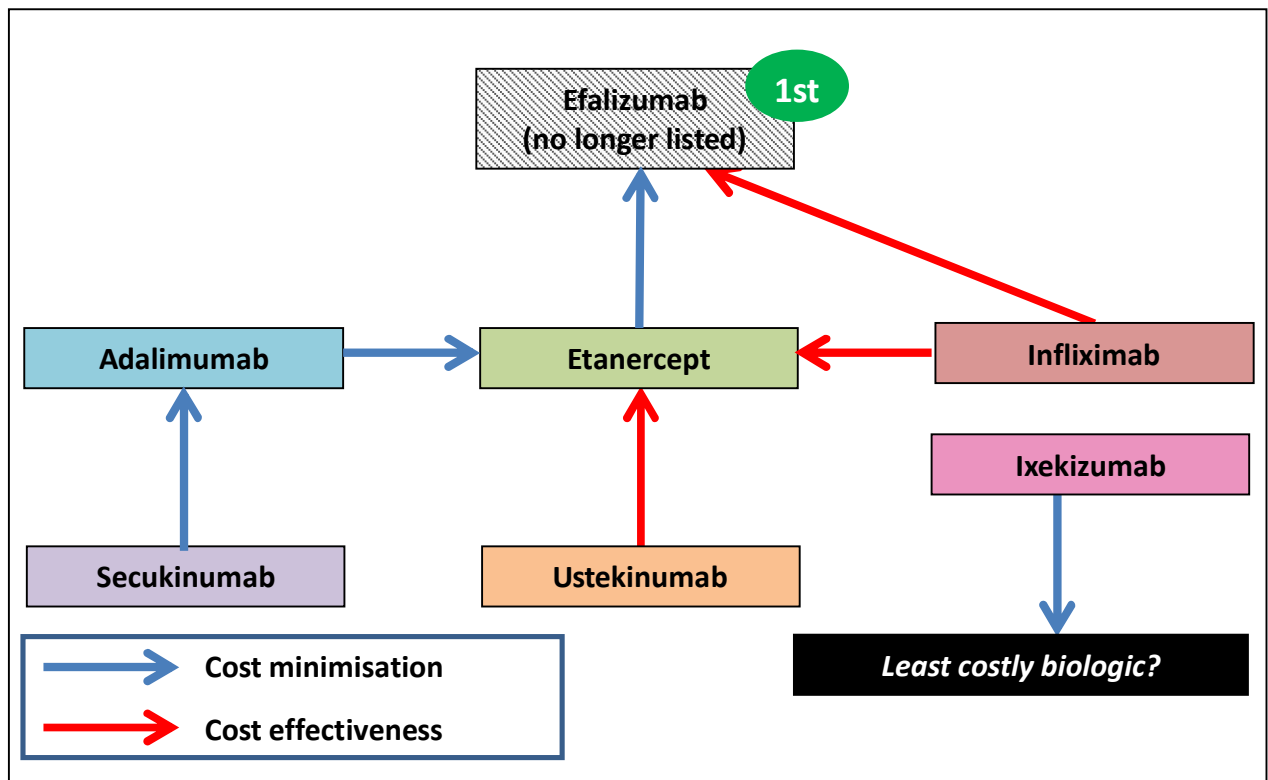 1st
Efalizumab
(no longer listed)
Adalimumab
Etanercept
Infliximab
Ixekizumab
Secukinumab
Ustekinumab
Least costly biologic?
Cost minimisation
Cost effectiveness